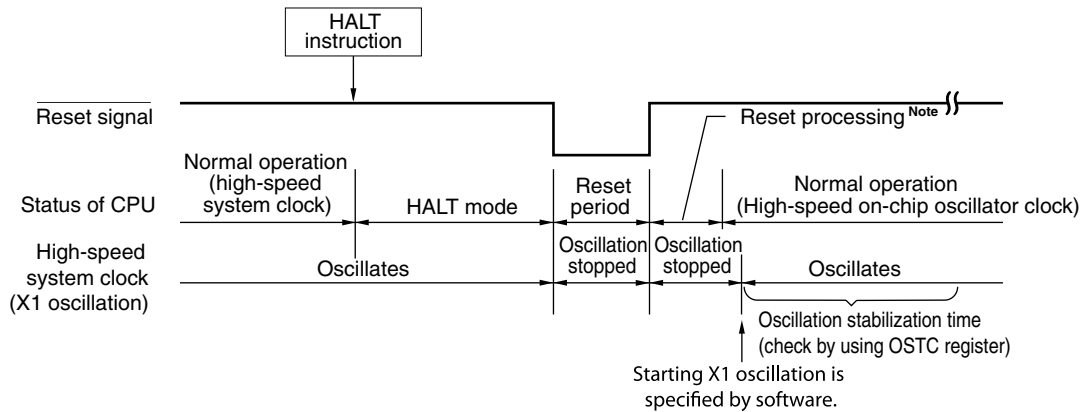 HALT
instruction
Reset signal
Reset processing Note
Normal operation
(high-speed
system clock)
Status of CPU
HALT mode
Reset
period
Normal operation
(High-speed on-chip oscillator clock)
High-speed
system clock
(X1 oscillation)
Oscillates
Oscillation
stopped
Oscillation
stopped
Oscillates
Oscillation stabilization time
(check by using OSTC register)
Starting X1 oscillation is
specified by software.